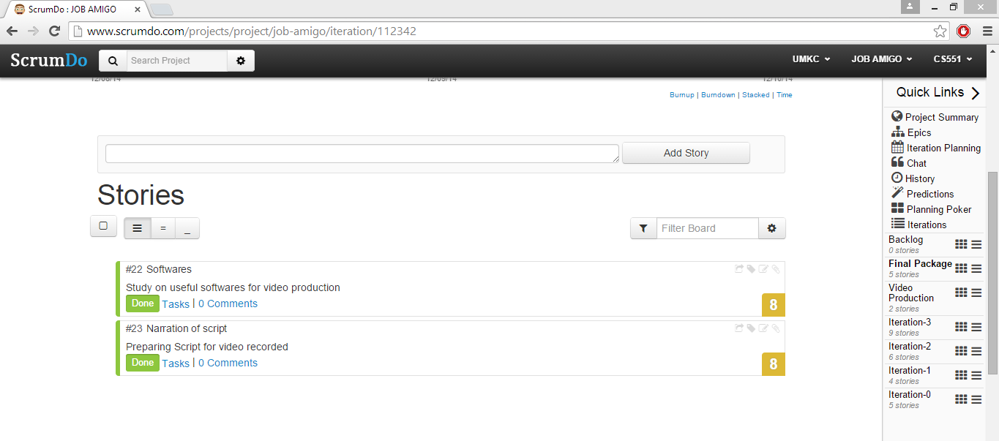 ScrumDo : JOB AMIGO
www.scrumdo.com/projects/project/job-amigo/iteration/112342
ScrumDo Search Project UMKC JOB AMIGO CS551
12/08/14 12/09/14 12/10/14
Burnup | Burndown | Stacked | Time
Add Story
Stories
= _
Filter Board
#22 Softwares
Study on useful softwares for video production
Done Tasks | 0 Comments
8
#23 Narration of script
Preparing Script for video recorded
Done Tasks | 0 Comments
8
Quick Links
Project Summary
Epics
Iteration Planning
Chat
History
Predictions
Planning Poker
Iterations
Backlog
0 stories
Final Package
5 stories
Video
Production
2 stories
Iteration-3
9 stories
Iteration-2
6 stories
Iteration-1
4 stories
Iteration-0
5 stories